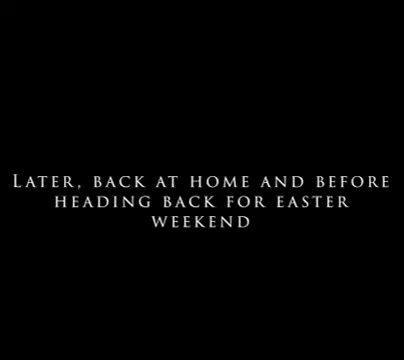 Later, back at home and before
heading back for easter
weekend